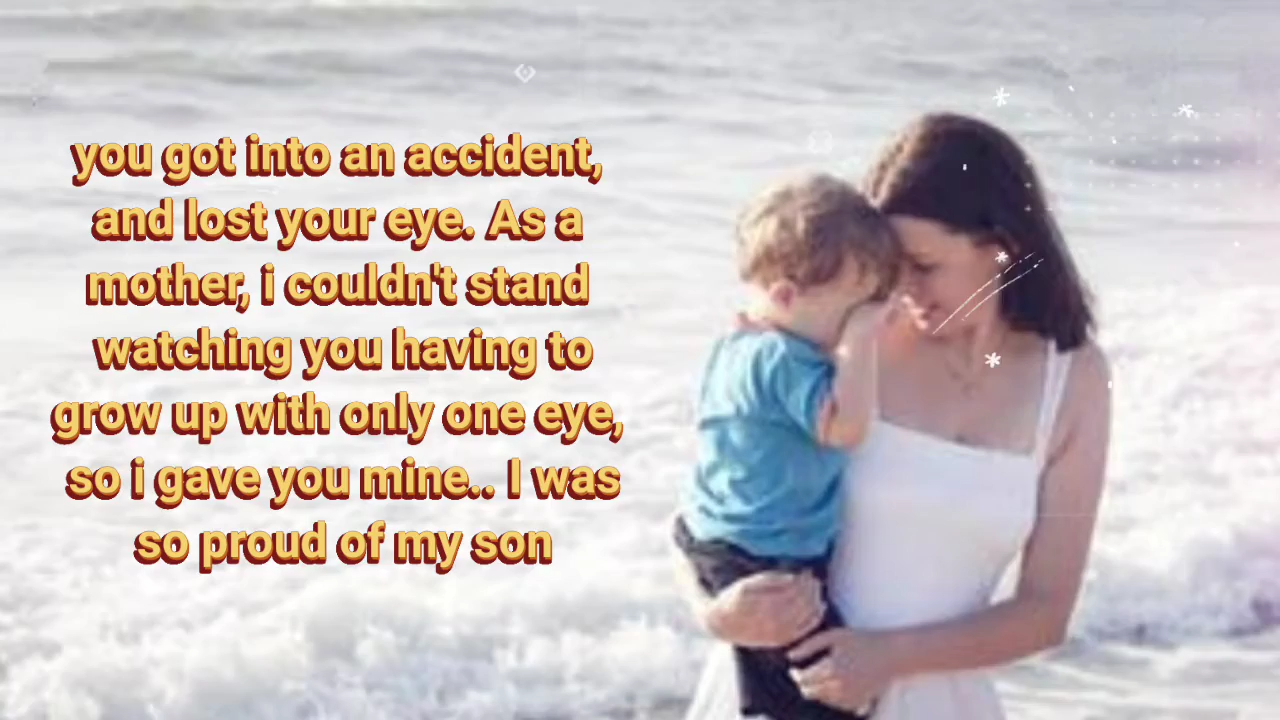 you got into an accident,
and lost your eye. As a
mother, i couldn't stand
watching you having to
grow up with only one eye,
so i gave you mine.. I was
so proud of my son